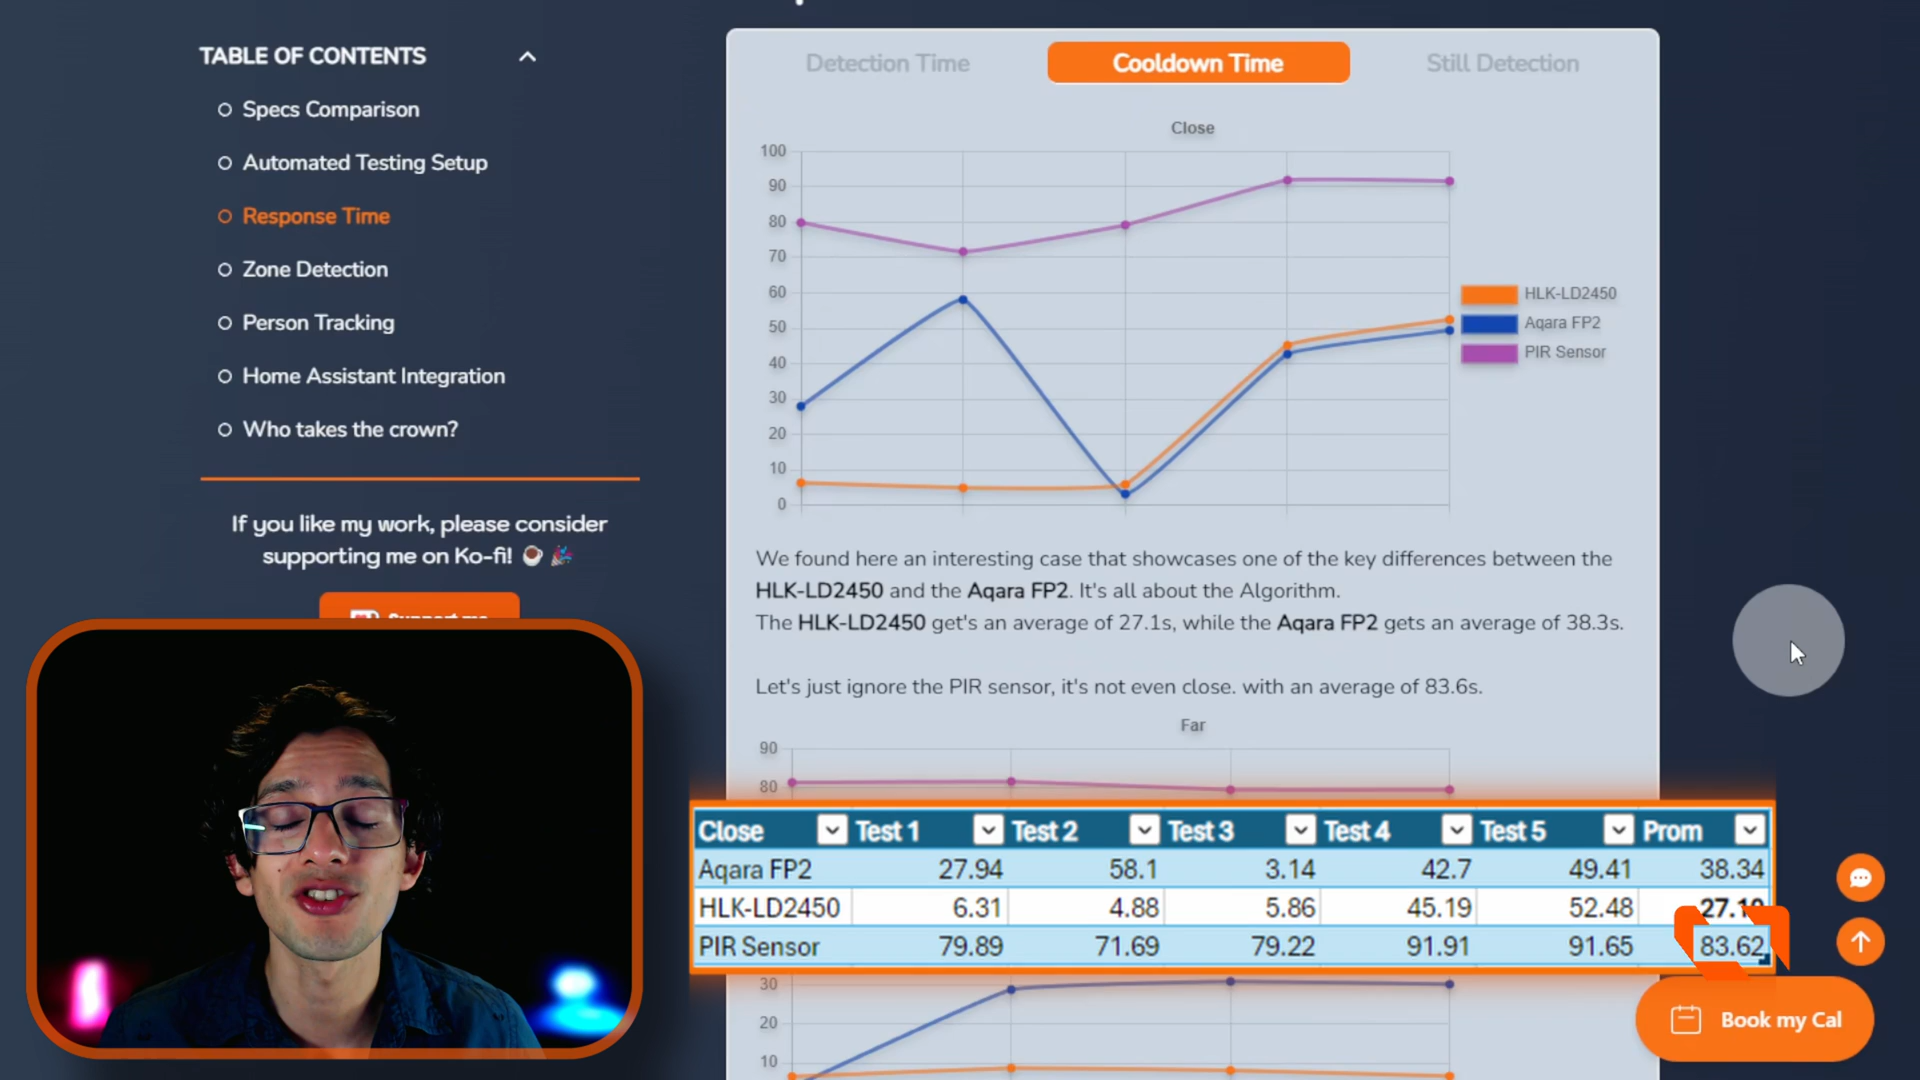 TABLE OF CONTENTS
Specs Comparison
Automated Testing Setup
Response Time
Zone Detection
Person Tracking
Home Assistant Integration
Who takes the crown?
If you like my work, please consider
supporting me on Ko-fi! ☕ 🎉
Support me
Detection Time
Cooldown Time
Still Detection
Close
100
90
80
70
60
50
40
30
20
10
0
HLK-LD2450
Aqara FP2
PIR Sensor
We found here an interesting case that showcases one of the key differences between the
HLK-LD2450 and the Aqara FP2. It's all about the Algorithm.
The HLK-LD2450 get's an average of 27.1s, while the Aqara FP2 gets an average of 38.3s.
Let's just ignore the PIR sensor, it's not even close. with an average of 83.6s.
Far
90
80
Close Test 1 Test 2 Test 3 Test 4 Test 5 Prom
Aqara FP2 27.94 58.1 3.14 42.7 49.41 38.34
HLK-LD2450 6.31 4.88 5.86 45.19 52.48
PIR Sensor 79.89 71.69 79.22 91.91 91.65 83.62
30
20
10
Book my Cal